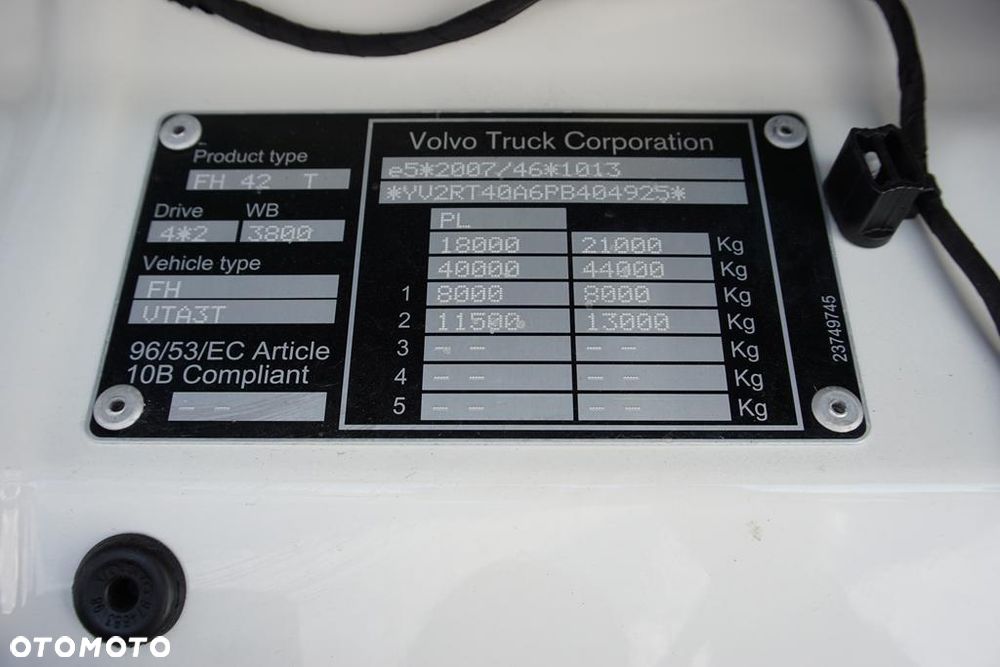 Product type
FH 42 T
Drive WB
4*2 3800
Vehicle type
FH
VTA3T
96/53/EC Article
10B Compliant
-- --
Volvo Truck Corporation
e5*2007/46*1013
*YV2RT40A6PB404925*
PL
18000 21000 Kg
40000 44000 Kg
1 8000 8000 Kg
2 11500 13000 Kg
3 -- -- -- -- Kg
4 -- -- -- -- Kg
5 -- -- -- -- Kg
23749745
OTOMOTO